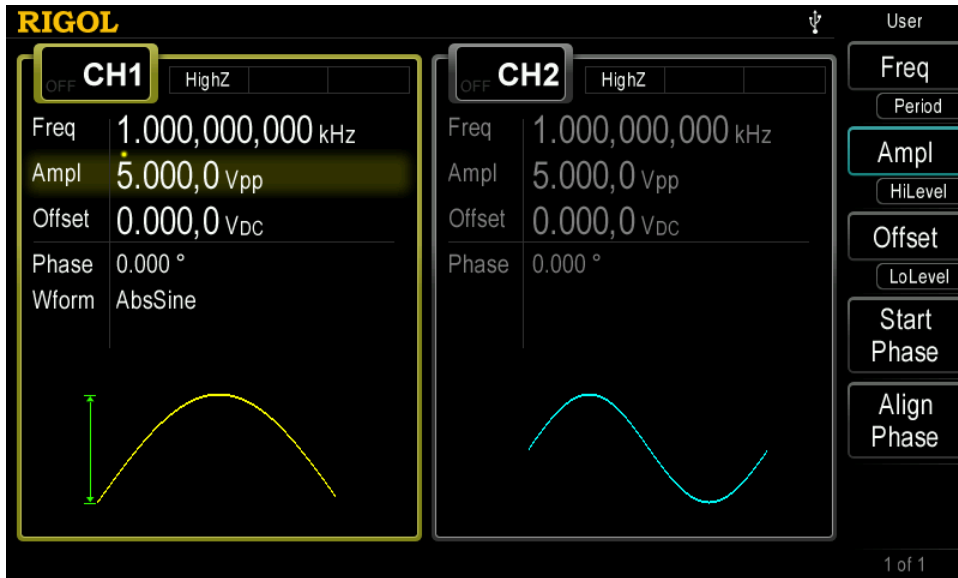 RIGOL
User
OFF CH1 HighZ
Freq 1.000,000,000 kHz
Ampl 5.000,0 Vpp
Offset 0.000,0 VDC
Phase 0.000 °
Wform AbsSine
OFF CH2 HighZ
Freq 1.000,000,000 kHz
Ampl 5.000,0 Vpp
Offset 0.000,0 VDC
Phase 0.000 °
Freq
Period
Ampl
HiLevel
Offset
LoLevel
Start
Phase
Align
Phase
1 of 1